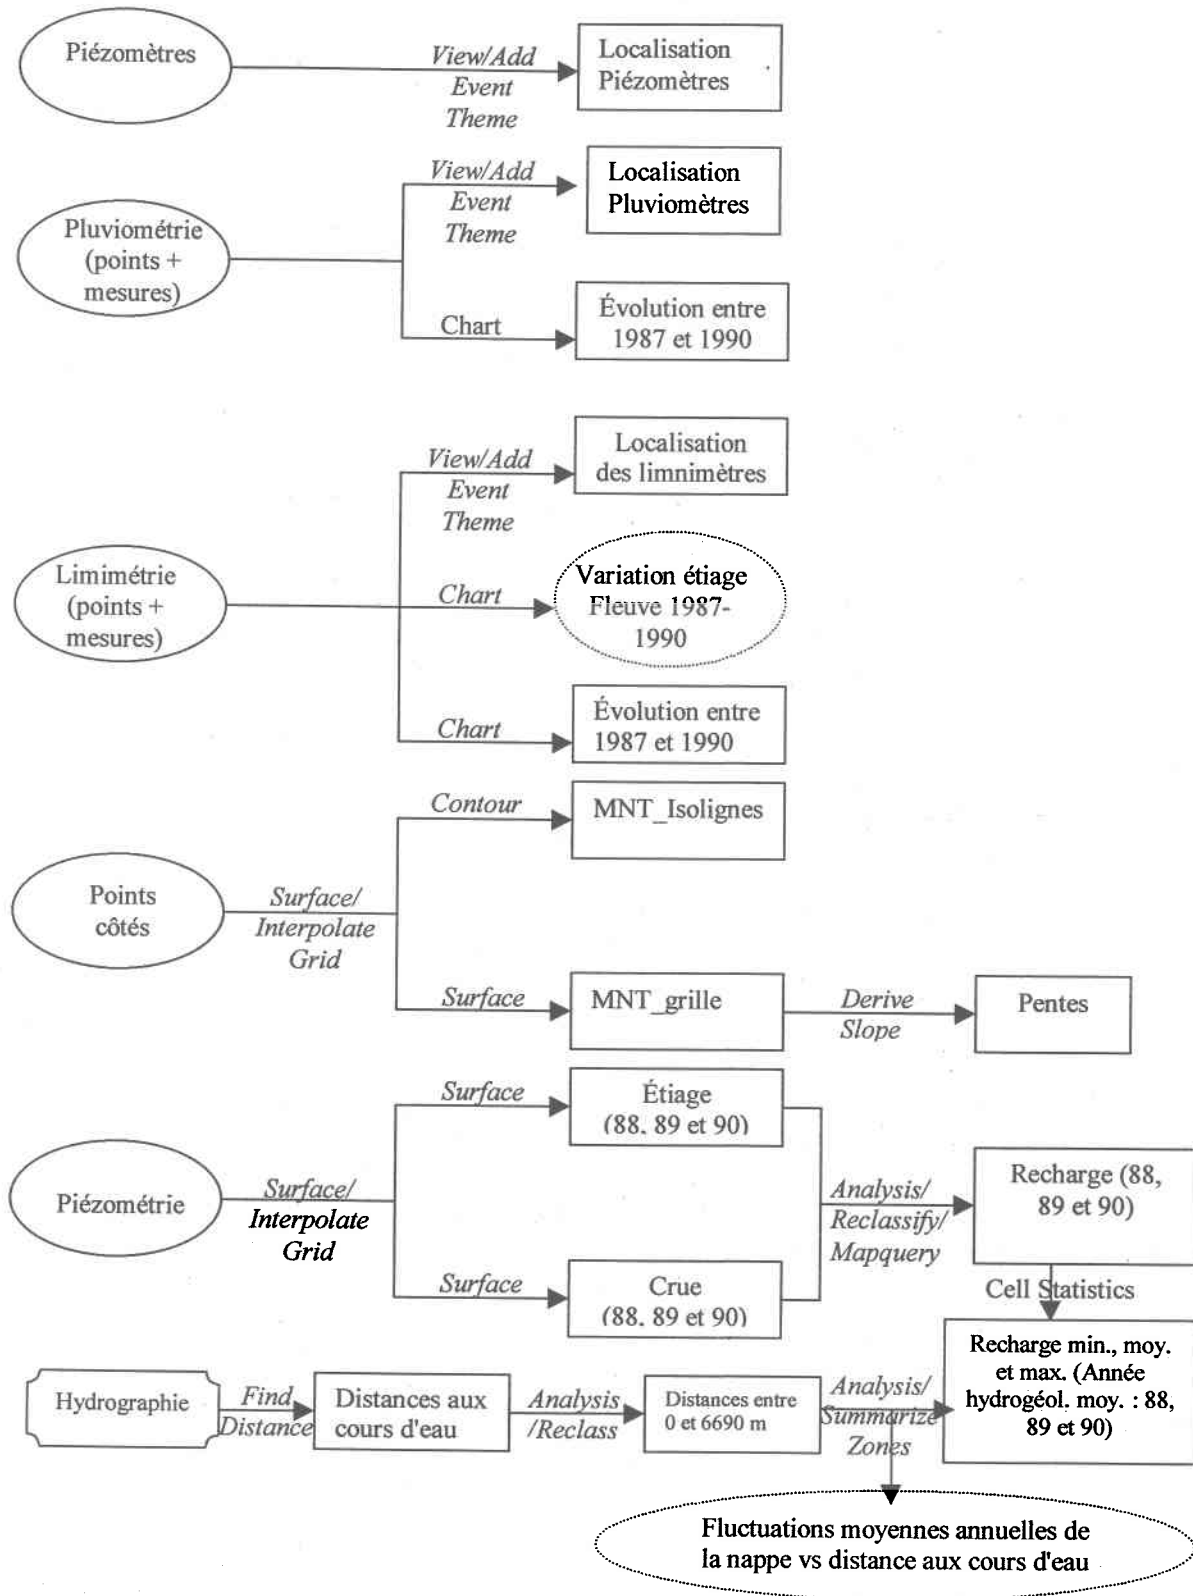 Piézomètres
View/Add
Event
Theme
Localisation
Piézomètres
Pluviométrie
(points +
mesures)
View/Add
Event
Theme
Localisation
Pluviomètres
Chart
Évolution entre
1987 et 1990
Limimétrie
(points +
mesures)
View/Add
Event
Theme
Localisation
des limnimètres
Chart
Variation étiage
Fleuve 1987-
1990
Chart
Évolution entre
1987 et 1990
Points
côtés
Surface/
Interpolate
Grid
Contour
MNT_Isolignes
Surface
MNT_grille
Derive
Slope
Pentes
Piézométrie
Surface/
Interpolate
Grid
Surface
Étiage
(88, 89 et 90)
Surface
Crue
(88, 89 et 90)
Analysis/
Reclassify/
Mapquery
Recharge (88,
89 et 90)
Cell Statistics
Recharge min., moy.
et max. (Année
hydrogéol. moy. : 88,
89 et 90)
Hydrographie
Find
Distance
Distances aux
cours d'eau
Analysis
/Reclass
Distances entre
0 et 6690 m
Analysis/
Summarize
Zones
Fluctuations moyennes annuelles de
la nappe vs distance aux cours d'eau